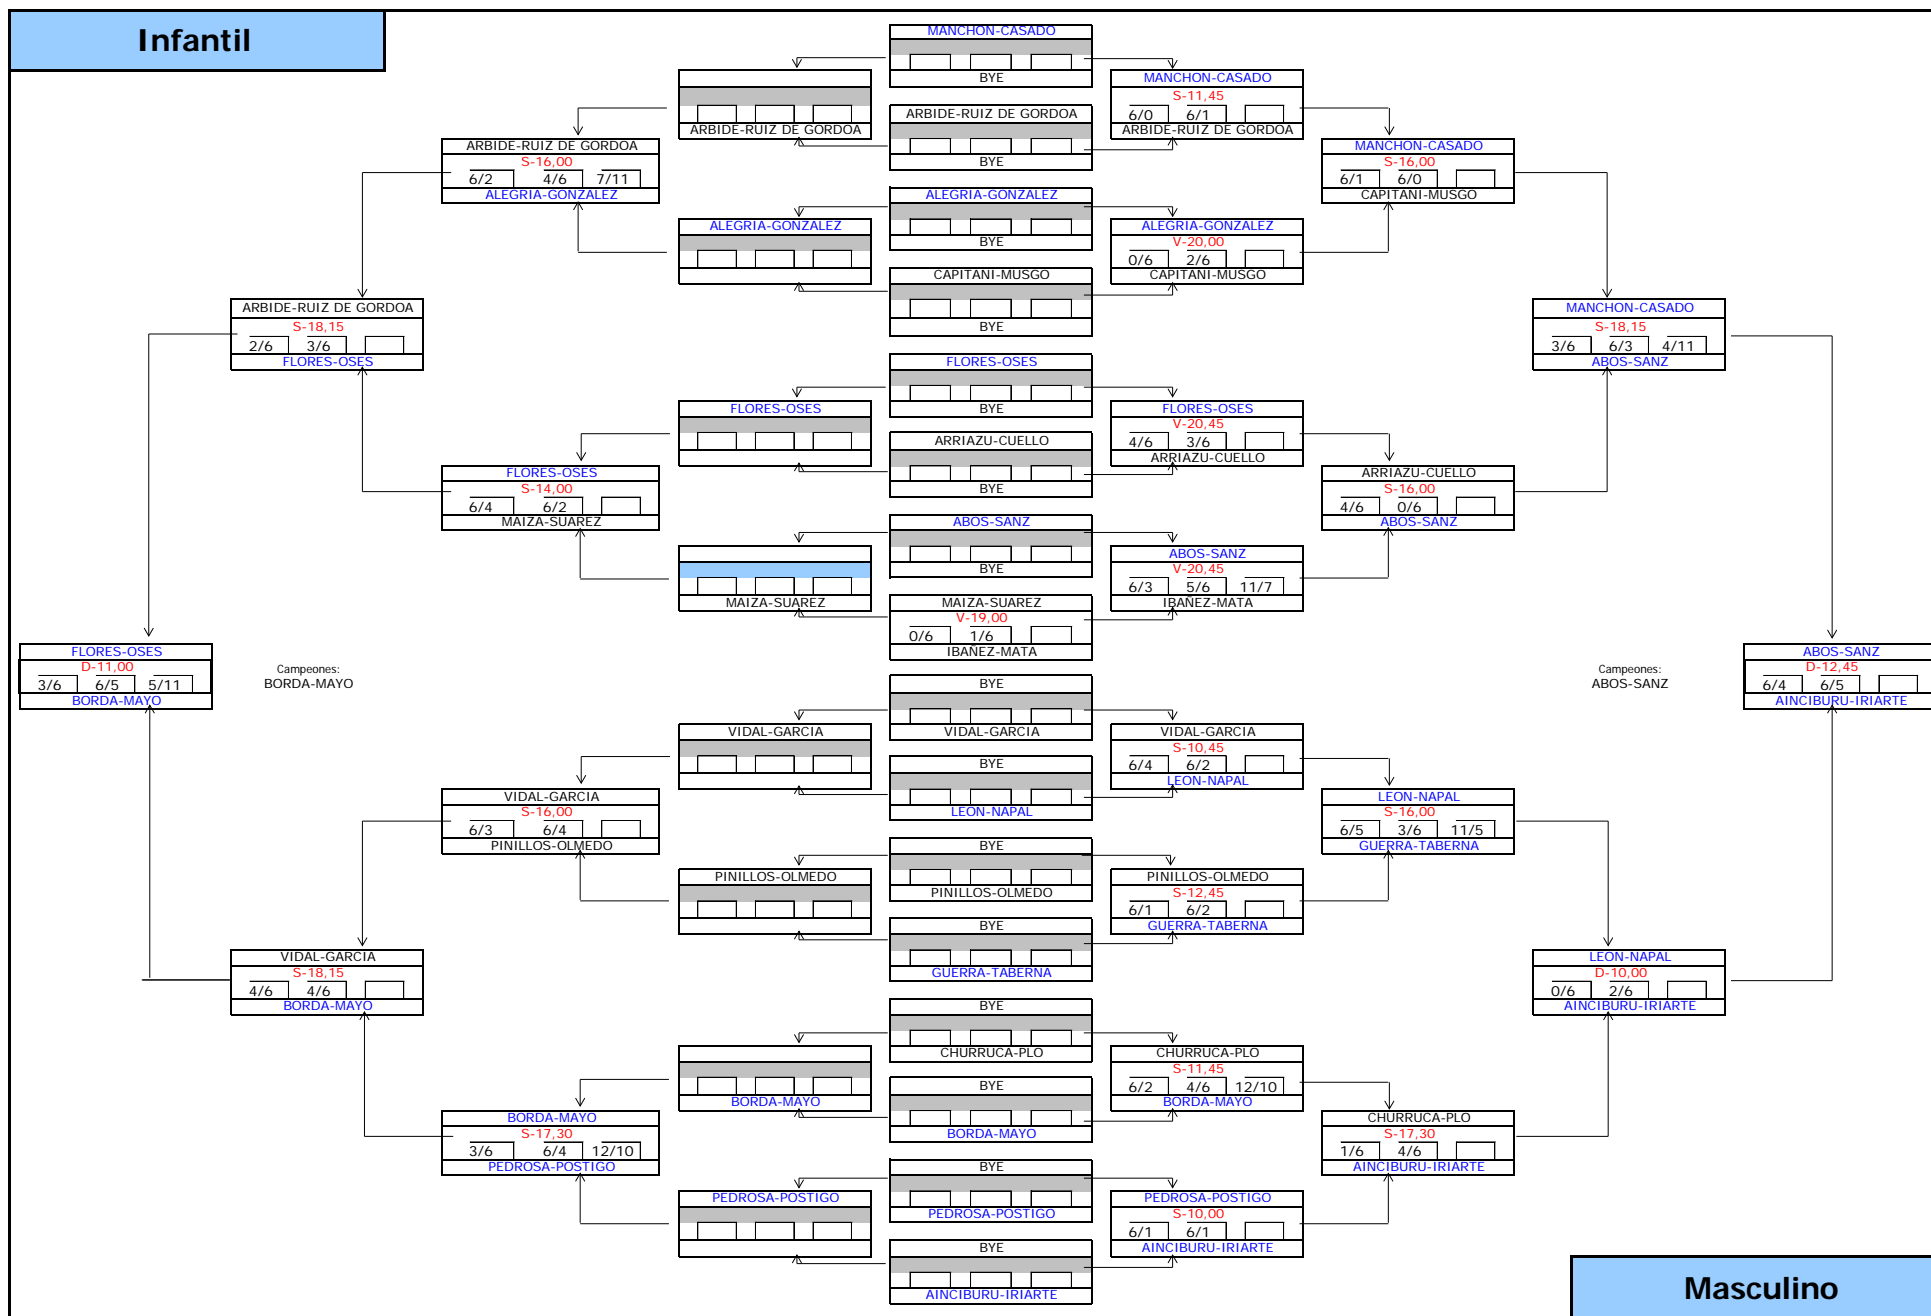 Infantil
MANCHON-CASADO
BYE
ARBIDE-RUIZ DE GORDOA
BYE
ALEGRIA-GONZALEZ
BYE
CAPITANI-MUSGO
BYE
FLORES-OSES
BYE
ARRIAZU-CUELLO
BYE
ABOS-SANZ
BYE
MAIZA-SUAREZ
V-19,00
0/6 1/6
IBAÑEZ-MATA
BYE
VIDAL-GARCIA
BYE
LEON-NAPAL
BYE
PINILLOS-OLMEDO
BYE
GUERRA-TABERNA
BYE
CHURRUCA-PLO
BYE
BORDA-MAYO
BYE
PEDROSA-POSTIGO
BYE
AINCIBURU-IRIARTE
ARBIDE-RUIZ DE GORDOA
ALEGRIA-GONZALEZ
FLORES-OSES
MAIZA-SUAREZ
VIDAL-GARCIA
PINILLOS-OLMEDO
BORDA-MAYO
PEDROSA-POSTIGO
ARBIDE-RUIZ DE GORDOA
S-16,00
6/2 4/6 7/11
ALEGRIA-GONZALEZ
FLORES-OSES
S-14,00
6/4 6/2
MAIZA-SUAREZ
VIDAL-GARCIA
S-16,00
6/3 6/4
PINILLOS-OLMEDO
BORDA-MAYO
S-17,30
3/6 6/4 12/10
PEDROSA-POSTIGO
ARBIDE-RUIZ DE GORDOA
S-18,15
2/6 3/6
FLORES-OSES
VIDAL-GARCIA
S-18,15
4/6 4/6
BORDA-MAYO
FLORES-OSES
D-11,00
3/6 6/5 5/11
BORDA-MAYO
Campeones:
BORDA-MAYO
MANCHON-CASADO
S-11,45
6/0 6/1
ARBIDE-RUIZ DE GORDOA
ALEGRIA-GONZALEZ
V-20,00
0/6 2/6
CAPITANI-MUSGO
FLORES-OSES
V-20,45
4/6 3/6
ARRIAZU-CUELLO
ABOS-SANZ
V-20,45
6/3 5/6 11/7
IBAÑEZ-MATA
VIDAL-GARCIA
S-10,45
6/4 6/2
LEON-NAPAL
PINILLOS-OLMEDO
S-12,45
6/1 6/2
GUERRA-TABERNA
CHURRUCA-PLO
S-11,45
6/2 4/6 12/10
BORDA-MAYO
PEDROSA-POSTIGO
S-10,00
6/1 6/1
AINCIBURU-IRIARTE
MANCHON-CASADO
S-16,00
6/1 6/0
CAPITANI-MUSGO
ARRIAZU-CUELLO
S-16,00
4/6 0/6
ABOS-SANZ
LEON-NAPAL
S-16,00
6/5 3/6 11/5
GUERRA-TABERNA
CHURRUCA-PLO
S-17,30
1/6 4/6
AINCIBURU-IRIARTE
MANCHON-CASADO
S-18,15
3/6 6/3 4/11
ABOS-SANZ
LEON-NAPAL
D-10,00
0/6 2/6
AINCIBURU-IRIARTE
Campeones:
ABOS-SANZ
ABOS-SANZ
D-12,45
6/4 6/5
AINCIBURU-IRIARTE
Masculino